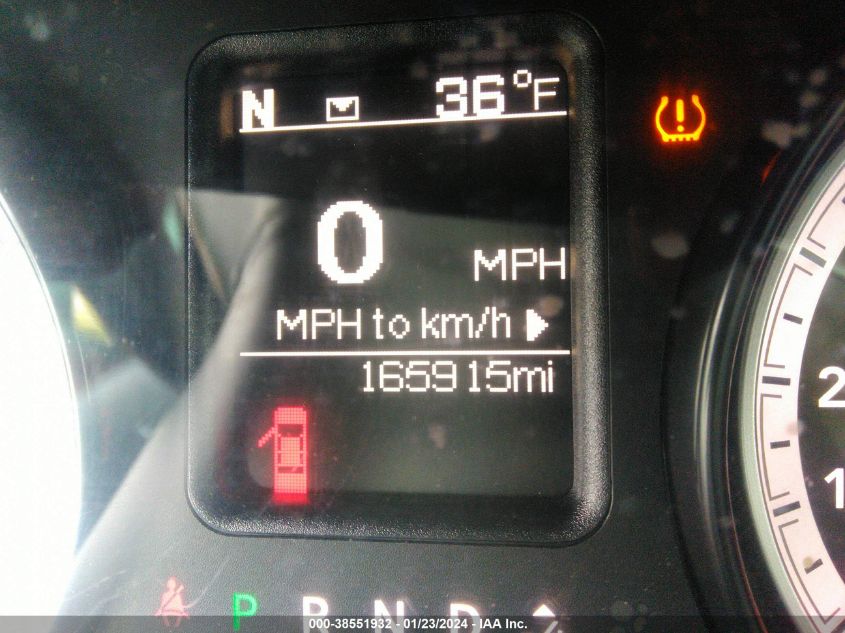 N 36°F
0 MPH
MPH to km/h
165915mi
2
1
P R N D
000-38551932 - 01/23/2024 - IAA Inc.